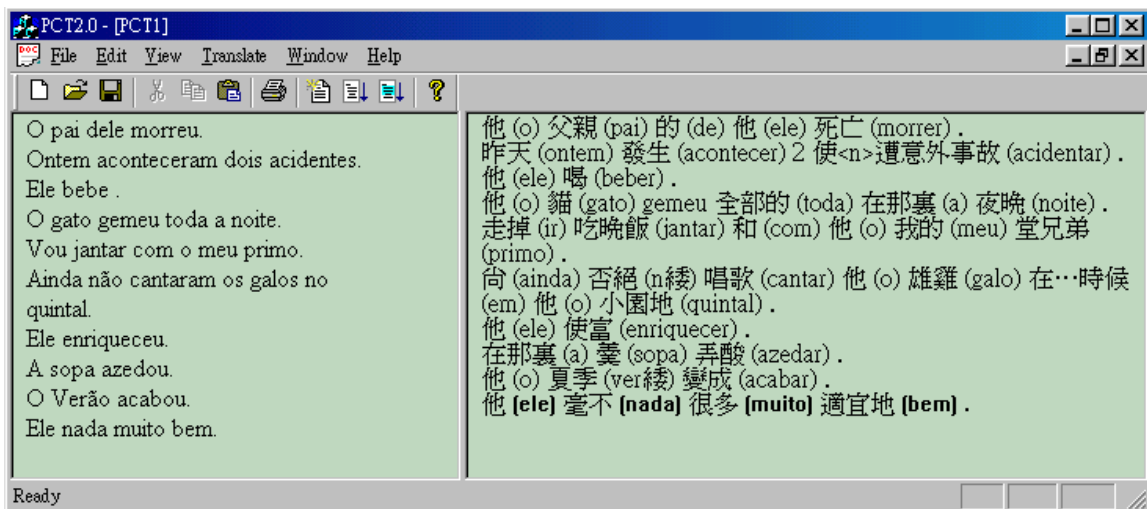 PCT2.0 - [PCT1]
File Edit View Translate Window Help
O pai dele morreu.
Ontem aconteceram dois acidentes.
Ele bebe .
O gato gemeu toda a noite.
Vou jantar com o meu primo.
Ainda não cantaram os galos no
quintal.
Ele enriqueceu.
A sopa azedou.
O Verão acabou.
Ele nada muito bem.
他 (o) 父親 (pai) 的 (de) 他 (ele) 死亡 (morrer) .
昨天 (ontem) 發生 (acontecer) 2 使<n>遭意外事故 (acidentar) .
他 (ele) 喝 (beber) .
他 (o) 貓 (gato) gemeu 全部的 (toda) 在那裏 (a) 夜晚 (noite) .
走掉 (ir) 吃晚飯 (jantar) 和 (com) 他 (o) 我的 (meu) 堂兄弟
(primo) .
尚 (ainda) 否絕 (n緌) 唱歌 (cantar) 他 (o) 雄雞 (galo) 在…時候
(em) 他 (o) 小園地 (quintal) .
他 (ele) 使富 (enriquecer) .
在那裏 (a) 羹 (sopa) 弄酸 (azedar) .
他 (o) 夏季 (ver緌) 變成 (acabar) .
他 (ele) 毫不 (nada) 很多 (muito) 適宜地 (bem) .
Ready